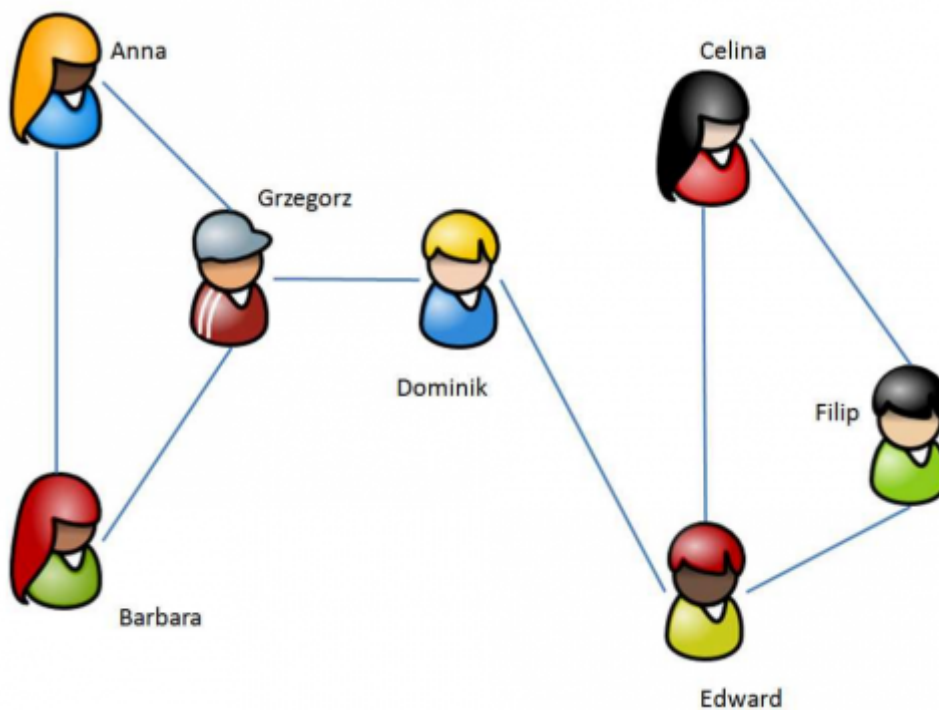 Anna
Celina
Grzegorz
Dominik
Filip
Barbara
Edward